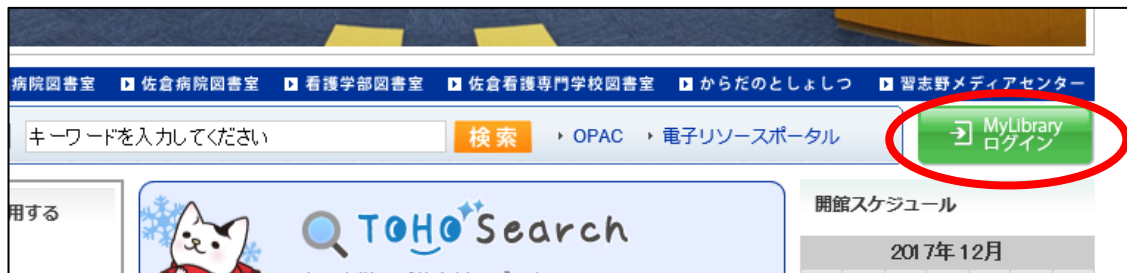 病院図書室 佐倉病院図書室 看護学部図書室 佐倉看護専門学校図書室 からだのとしょしつ 習志野メディアセンター
キーワードを入力してください 検索 OPAC 電子リソースポータル MyLibrary
ログイン
用する
TOHO Search
開館スケジュール
2017年12月